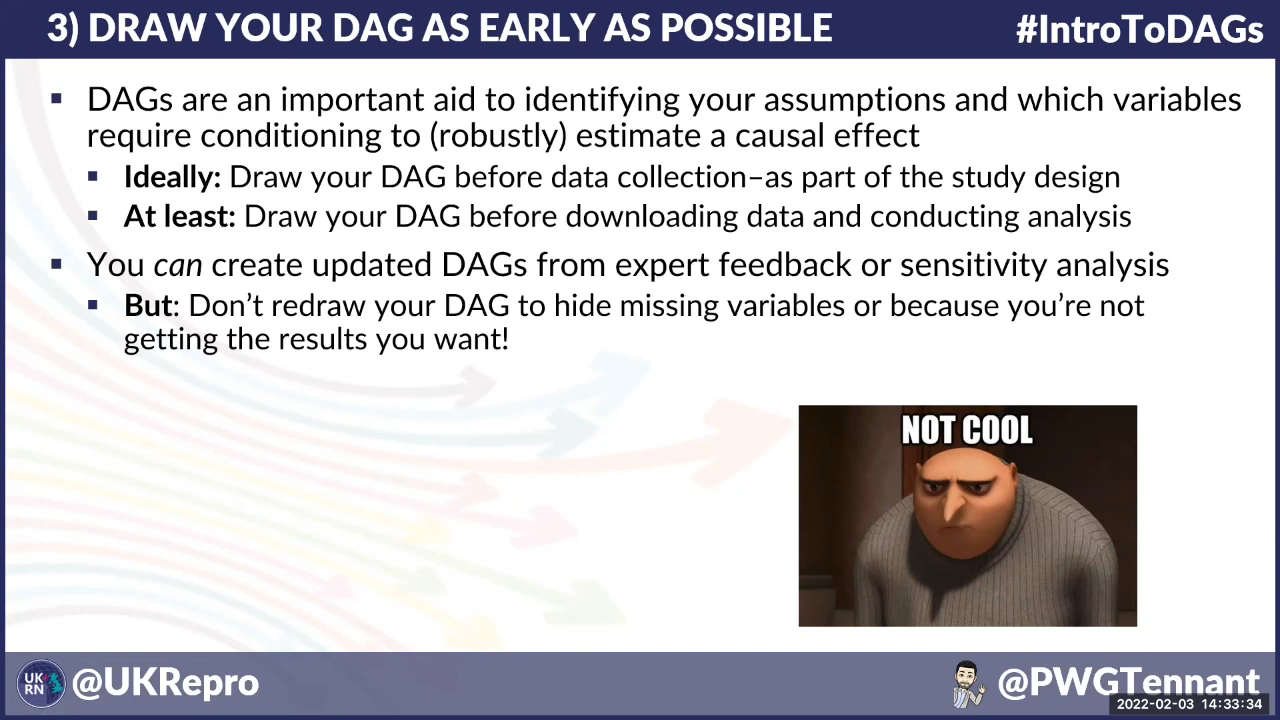 3) DRAW YOUR DAG AS EARLY AS POSSIBLE
#IntroToDAGs
▪ DAGs are an important aid to identifying your assumptions and which variables
require conditioning to (robustly) estimate a causal effect
▪ Ideally: Draw your DAG before data collection–as part of the study design
▪ At least: Draw your DAG before downloading data and conducting analysis
▪ You can create updated DAGs from expert feedback or sensitivity analysis
▪ But: Don’t redraw your DAG to hide missing variables or because you’re not
getting the results you want!
NOT COOL
UK
RN
@UKRepro
@PWGTennant
2022-02-03 14:33:34